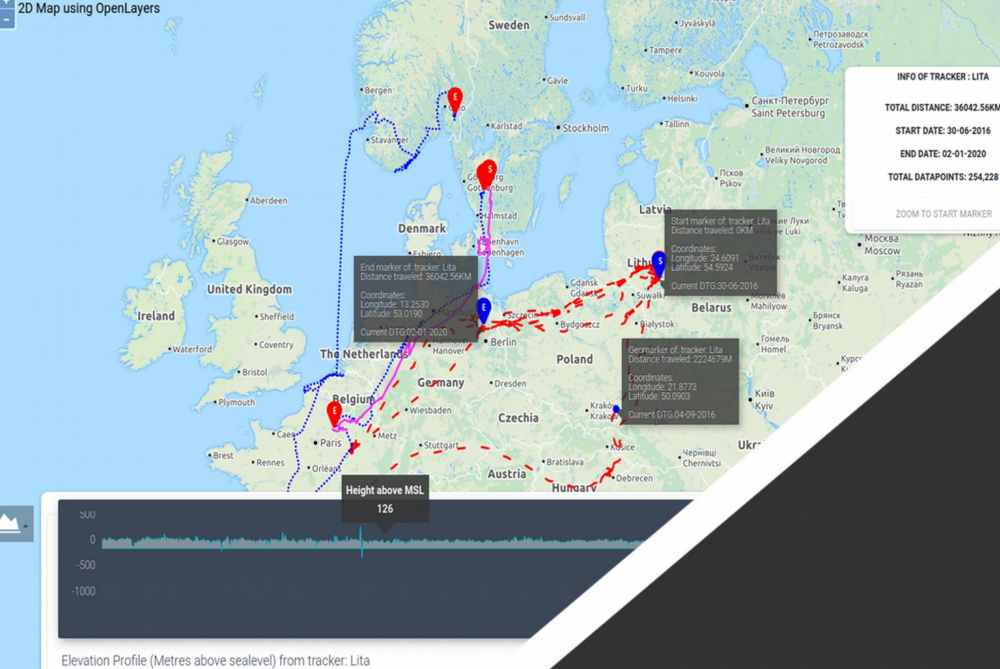 2D Map using OpenLayers
Sweden
Sundsvall
Jyväskylä
Петрозаводск
Petrozavodsk
Tampere
Gävle
Kouvola
Bergen
Turku
Helsinki
Санкт-Петербург
Saint Petersburg
Karlstad
Stockholm
Tallinn
Великий Новгород
Veliky Novgorod
Псков
Pskov
Aberdeen
Glasgow
Denmark
Latvia
Москва
Moscow
United Kingdom
Ireland
Sheffield
Waterford
Coventry
Bristol
Plymouth
The Netherlands
Hanover
Berlin
Szczecin
Bydgoszcz
Gdańsk
Suwałki
Białystok
Belarus
Калуга
Kaluga
Рязань
Ryazan
Брянск
Bryansk
Гомель
Homel
Київ
Kyiv
Poland
Germany
Dresden
Belgium
Wiesbaden
Czechia
Kraków
Paris
Metz
Stuttgart
Brest
Rennes
Orléans
Austria
Bratislava
Košice
Debrecen
Hungary
Чернівці
Chernivtsi
INFO OF TRACKER : LITA
TOTAL DISTANCE: 36042.56KM
START DATE: 30-06-2016
END DATE: 02-01-2020
TOTAL DATAPOINTS: 254,228
ZOOM TO START MARKER
Start marker of tracker: Lita
Distance traveled: 0KM
Coordinates:
Longitude: 24.6091
Latitude: 54.5924
Current DTG:30-06-2016
End marker of tracker: Lita
Distance traveled: 36042.56KM
Coordinates:
Longitude: 13.2530
Latitude: 53.0190
Current DTG:02-01-2020
Geomarker of tracker: Lita
Distance traveled: 2224679M
Coordinates:
Longitude: 21.8773
Latitude: 50.0903
Current DTG:04-09-2016
Height above MSL
126
500
0
-500
-1000
Elevation Profile (Metres above sealevel) from tracker: Lita